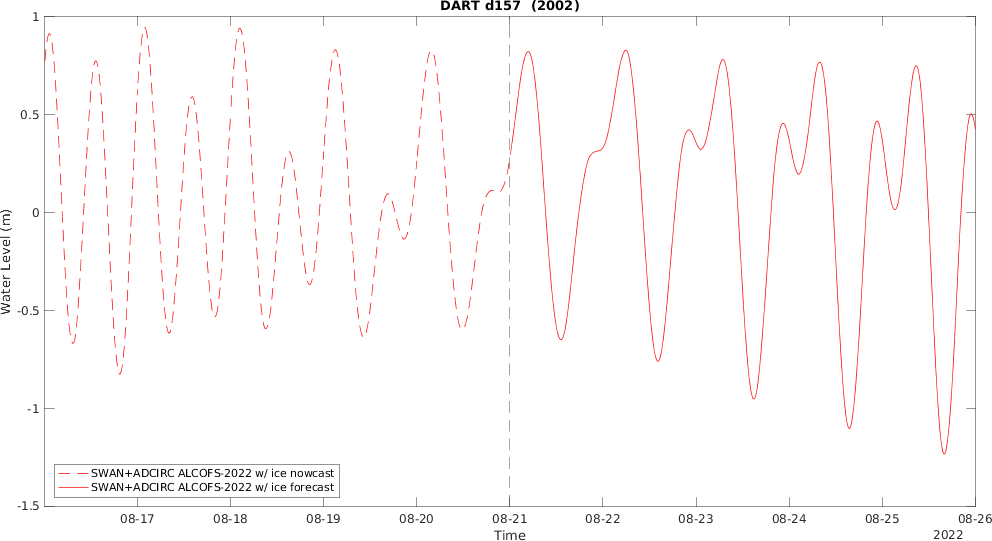 DART d157  (2002)
1
0.5
0
-0.5
-1
-1.5
Water Level (m)
SWAN+ADCIRC ALCOFS-2022 w/ ice nowcast
SWAN+ADCIRC ALCOFS-2022 w/ ice forecast
08-17 08-18 08-19 08-20 08-21 08-22 08-23 08-24 08-25 08-26
Time
2022